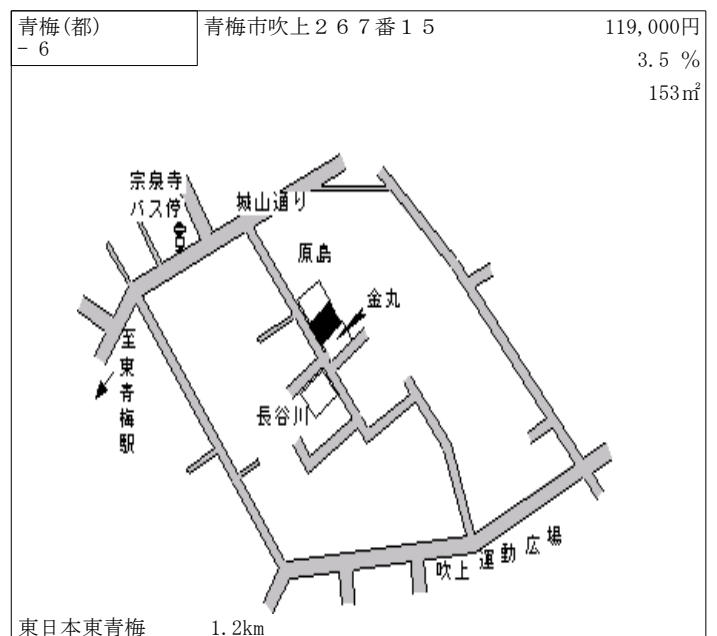 青梅(都)
- 6
青梅市吹上２６７番１５
119,000円
3.5 %
153㎡
宗泉寺
バス停
城山通り
原島
金丸
至東青梅駅
長谷川
吹上運動広場
東日本東青梅 1.2km